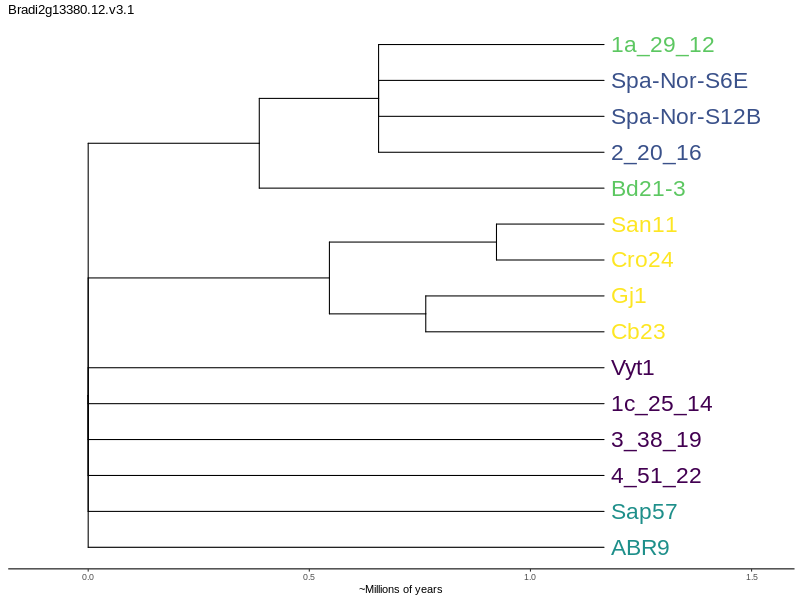 Bradi2g13380.12.v3.1
1a_29_12
Spa-Nor-S6E
Spa-Nor-S12B
2_20_16
Bd21-3
San11
Cro24
Gj1
Cb23
Vyt1
1c_25_14
3_38_19
4_51_22
Sap57
ABR9
0.0 0.5 1.0 1.5
~Millions of years